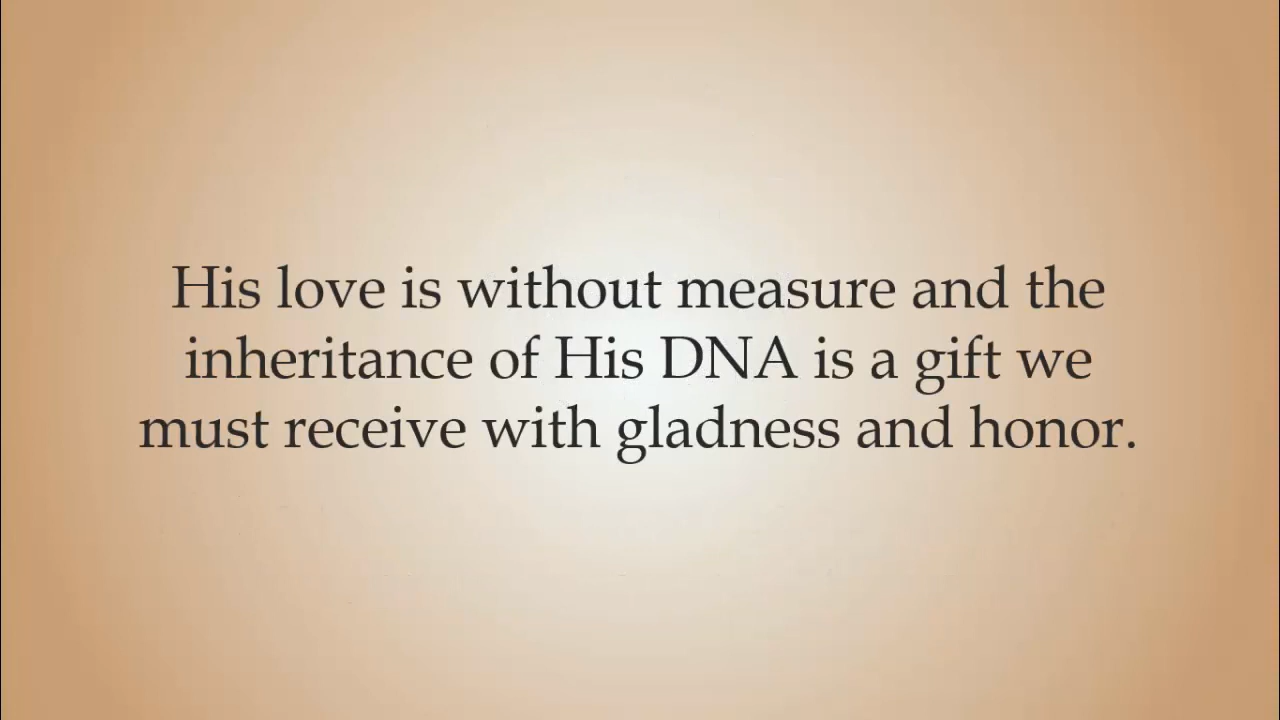 His love is without measure and the
inheritance of His DNA is a gift we
must receive with gladness and honor.